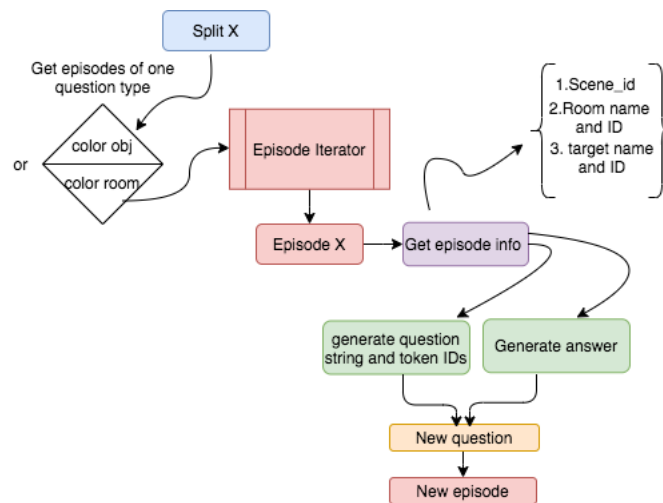 Split X
Get episodes of one
question type
or
color obj
color room
Episode Iterator
1.Scene_id
2.Room name
and ID
3. target name
and ID
Episode X
Get episode info
generate question
string and token IDs
Generate answer
New question
New episode